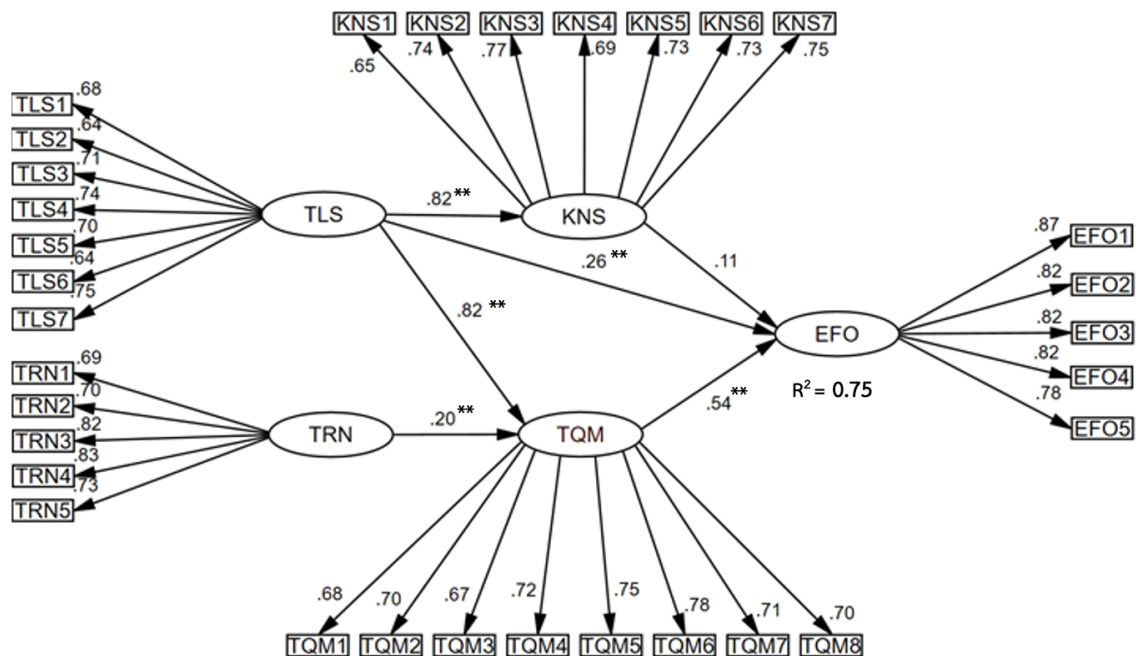 KNS1 KNS2 KNS3 KNS4 KNS5 KNS6 KNS7
.65 .74 .77 .69 .73 .73 .75
TLS1 .68
TLS2 .64
TLS3 .71
TLS4 .74
TLS5 .70
TLS6 .64
TLS7 .75
TLS
.82**
KNS
.26**
.11
.82 **
EFO
R² = 0.75
.87 EFO1
.82 EFO2
.82 EFO3
.82 EFO4
.78 EFO5
TRN1 .69
TRN2 .70
TRN3 .82
TRN4 .83
TRN5 .73
TRN
.20**
TQM
.54**
.68 .70 .67 .72 .75 .78 .71 .70
TQM1 TQM2 TQM3 TQM4 TQM5 TQM6 TQM7 TQM8